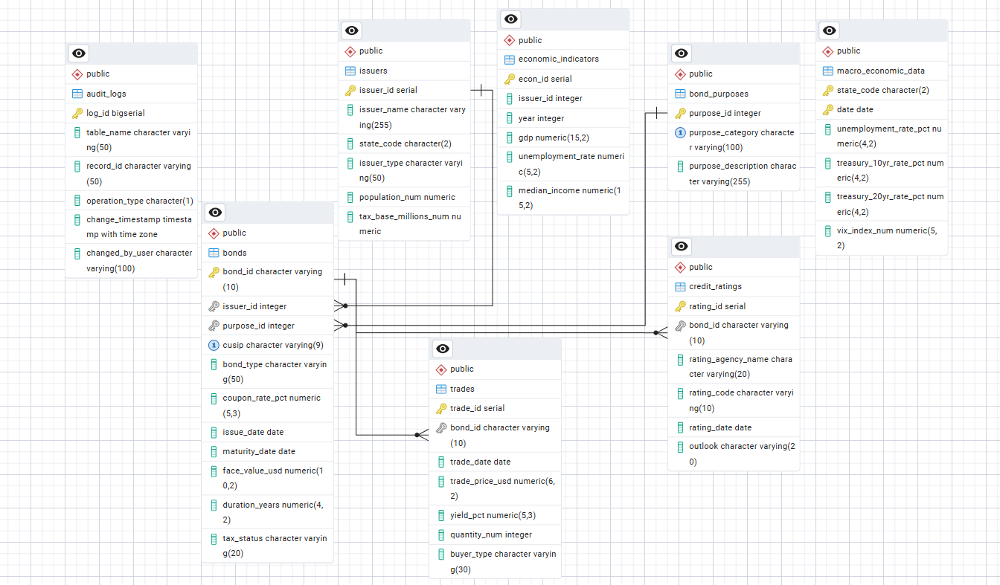 public
audit_logs
log_id bigserial
table_name character varyi
ng(50)
record_id character varying
(50)
operation_type character(1)
change_timestamp timesta
mp with time zone
changed_by_user character
varying(100)
public
bonds
bond_id character varying
(10)
issuer_id integer
purpose_id integer
1 cusip character varying(9)
bond_type character varyin
g(50)
coupon_rate_pct numeric
(5,3)
issue_date date
maturity_date date
face_value_usd numeric(1
0,2)
duration_years numeric(4,
2)
tax_status character varyin
g(20)
public
issuers
issuer_id serial
issuer_name character vary
ing(255)
state_code character(2)
issuer_type character varyi
ng(50)
population_num numeric
tax_base_millions_num nu
meric
public
economic_indicators
econ_id serial
issuer_id integer
year integer
gdp numeric(15,2)
unemployment_rate numeri
c(5,2)
median_income numeric(1
5,2)
public
trades
trade_id serial
bond_id character varying
(10)
trade_date date
trade_price_usd numeric(6,
2)
yield_pct numeric(5,3)
quantity_num integer
buyer_type character varyin
g(30)
public
bond_purposes
purpose_id integer
1 purpose_category characte
r varying(100)
purpose_description charac
ter varying(255)
public
credit_ratings
rating_id serial
bond_id character varying
(10)
rating_agency_name chara
cter varying(20)
rating_code character varyi
ng(10)
rating_date date
outlook character varying(2
0)
public
macro_economic_data
state_code character(2)
date date
unemployment_rate_pct nu
meric(4,2)
treasury_10yr_rate_pct num
eric(4,2)
treasury_20yr_rate_pct num
eric(4,2)
vix_index_num numeric(5,
2)